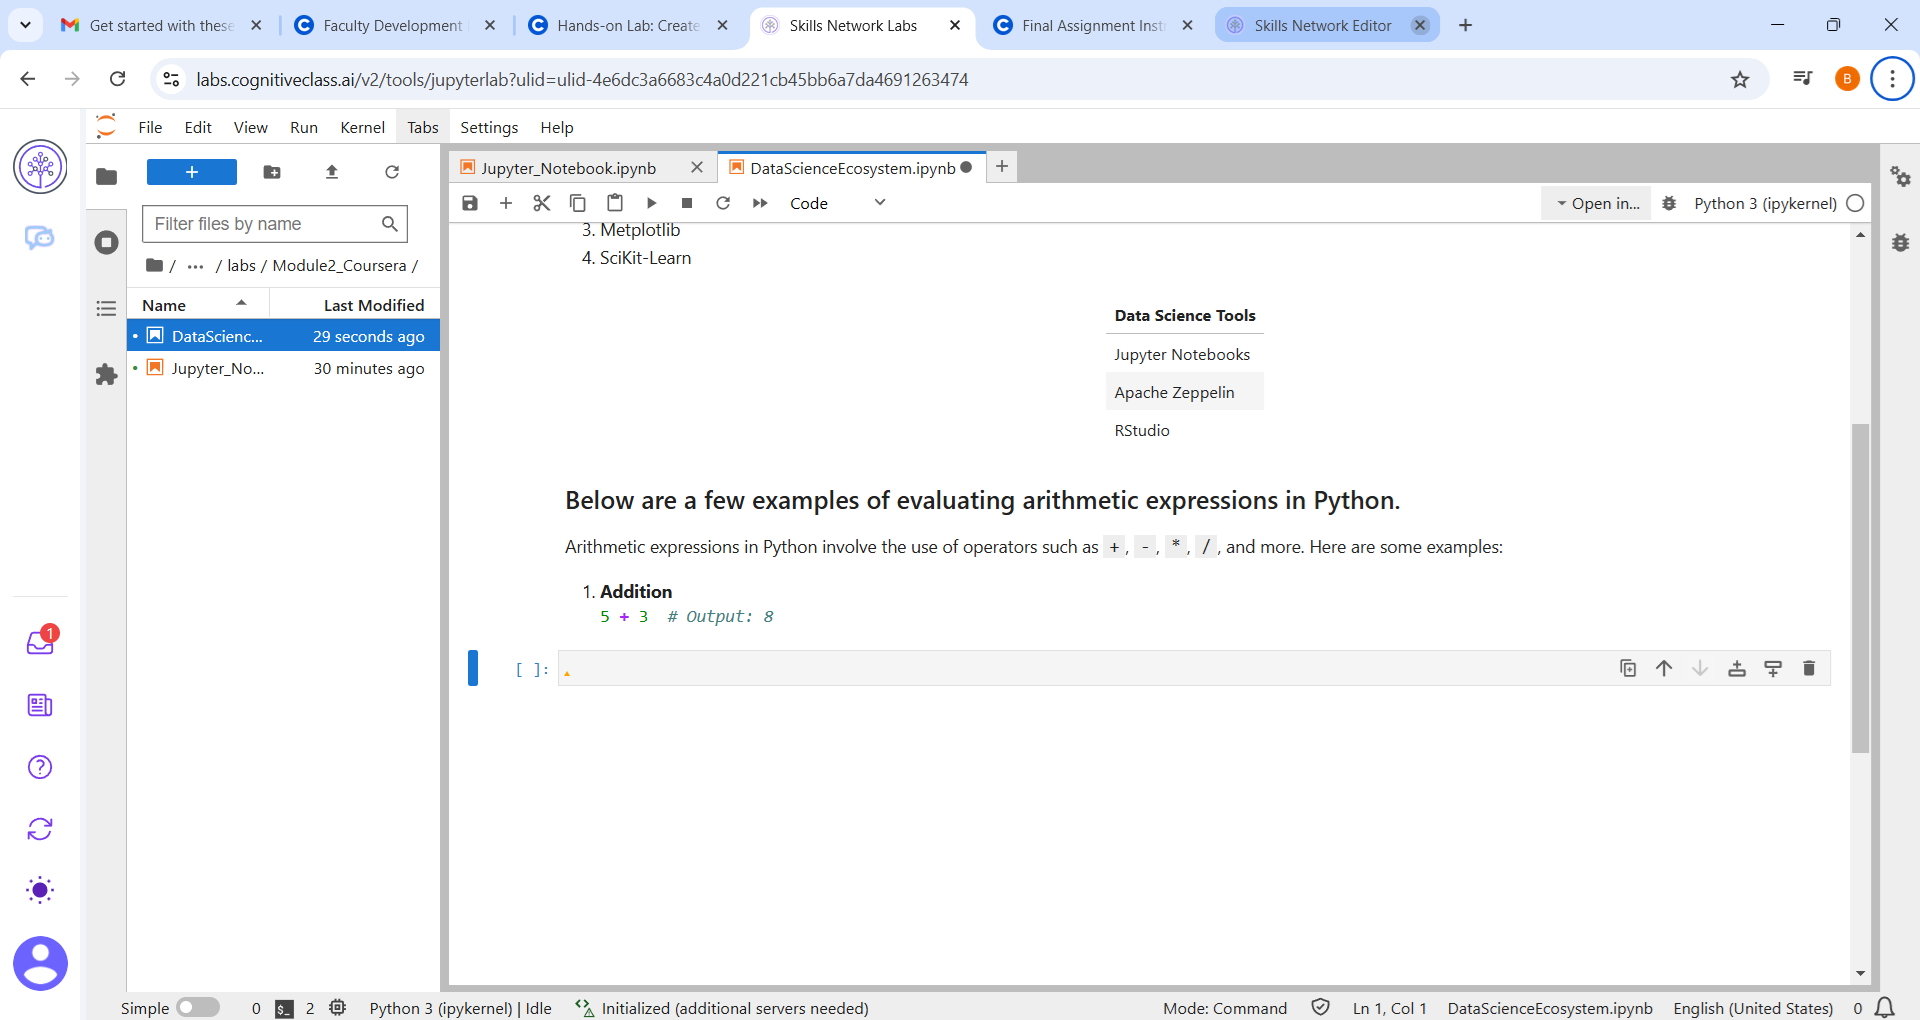 Get started with these
Faculty Development
Hands-on Lab: Create
Skills Network Labs
Final Assignment Inst
Skills Network Editor
labs.cognitiveclass.ai/v2/tools/jupyterlab?ulid=ulid-4e6dc3a6683c4a0d221cb45bb6a7da4691263474
B
File Edit View Run Kernel Tabs Settings Help
+
Filter files by name
/ ... / labs / Module2_Coursera /
Name Last Modified
DataScienc... 29 seconds ago
Jupyter_No... 30 minutes ago
Jupyter_Notebook.ipynb
DataScienceEcosystem.ipynb
Code
Open in...
Python 3 (ipykernel)
3. Metplotlib
4. SciKit-Learn
Data Science Tools
Jupyter Notebooks
Apache Zeppelin
RStudio
Below are a few examples of evaluating arithmetic expressions in Python.
Arithmetic expressions in Python involve the use of operators such as +, -, *, /, and more. Here are some examples:
1. Addition
5 + 3 # Output: 8
[ ]:
1
Simple 0 $_ 2 Python 3 (ipykernel) | Idle Initialized (additional servers needed) Mode: Command Ln 1, Col 1 DataScienceEcosystem.ipynb English (United States) 0